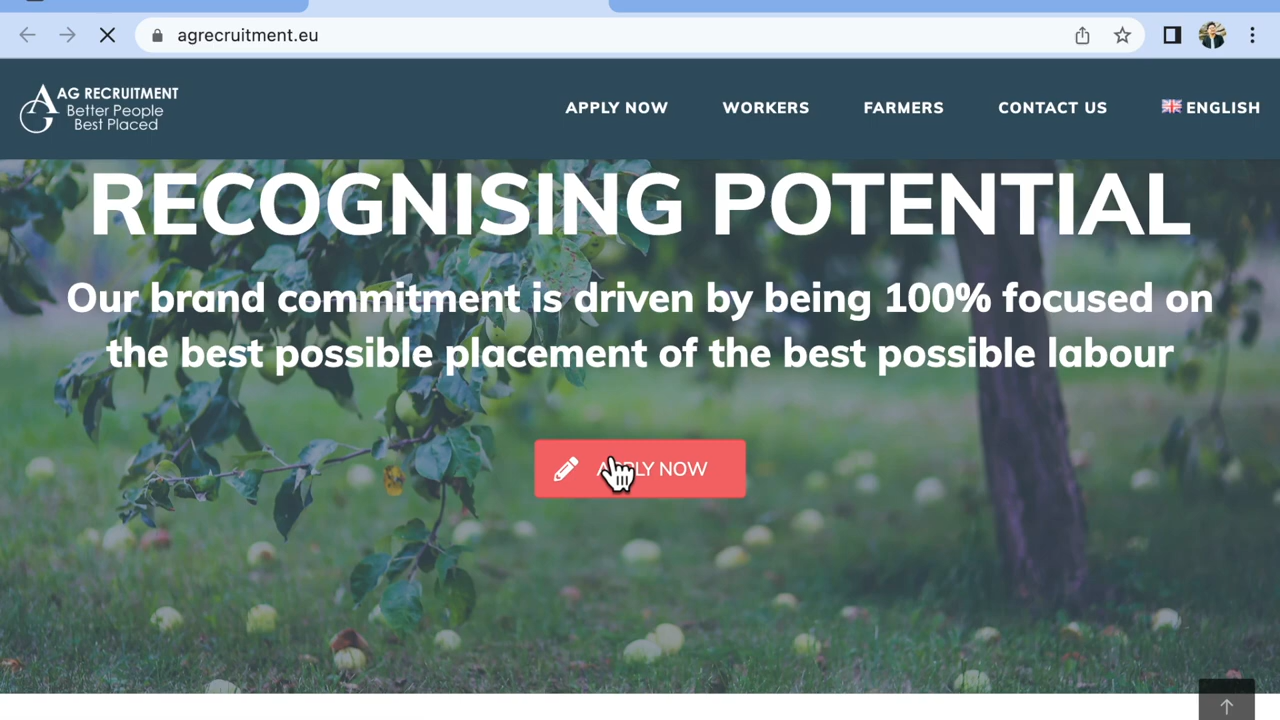 agrecruitment.eu
AG RECRUITMENT
Better People
Best Placed
APPLY NOW
WORKERS
FARMERS
CONTACT US
ENGLISH
RECOGNISING POTENTIAL
Our brand commitment is driven by being 100% focused on
the best possible placement of the best possible labour
APPLY NOW